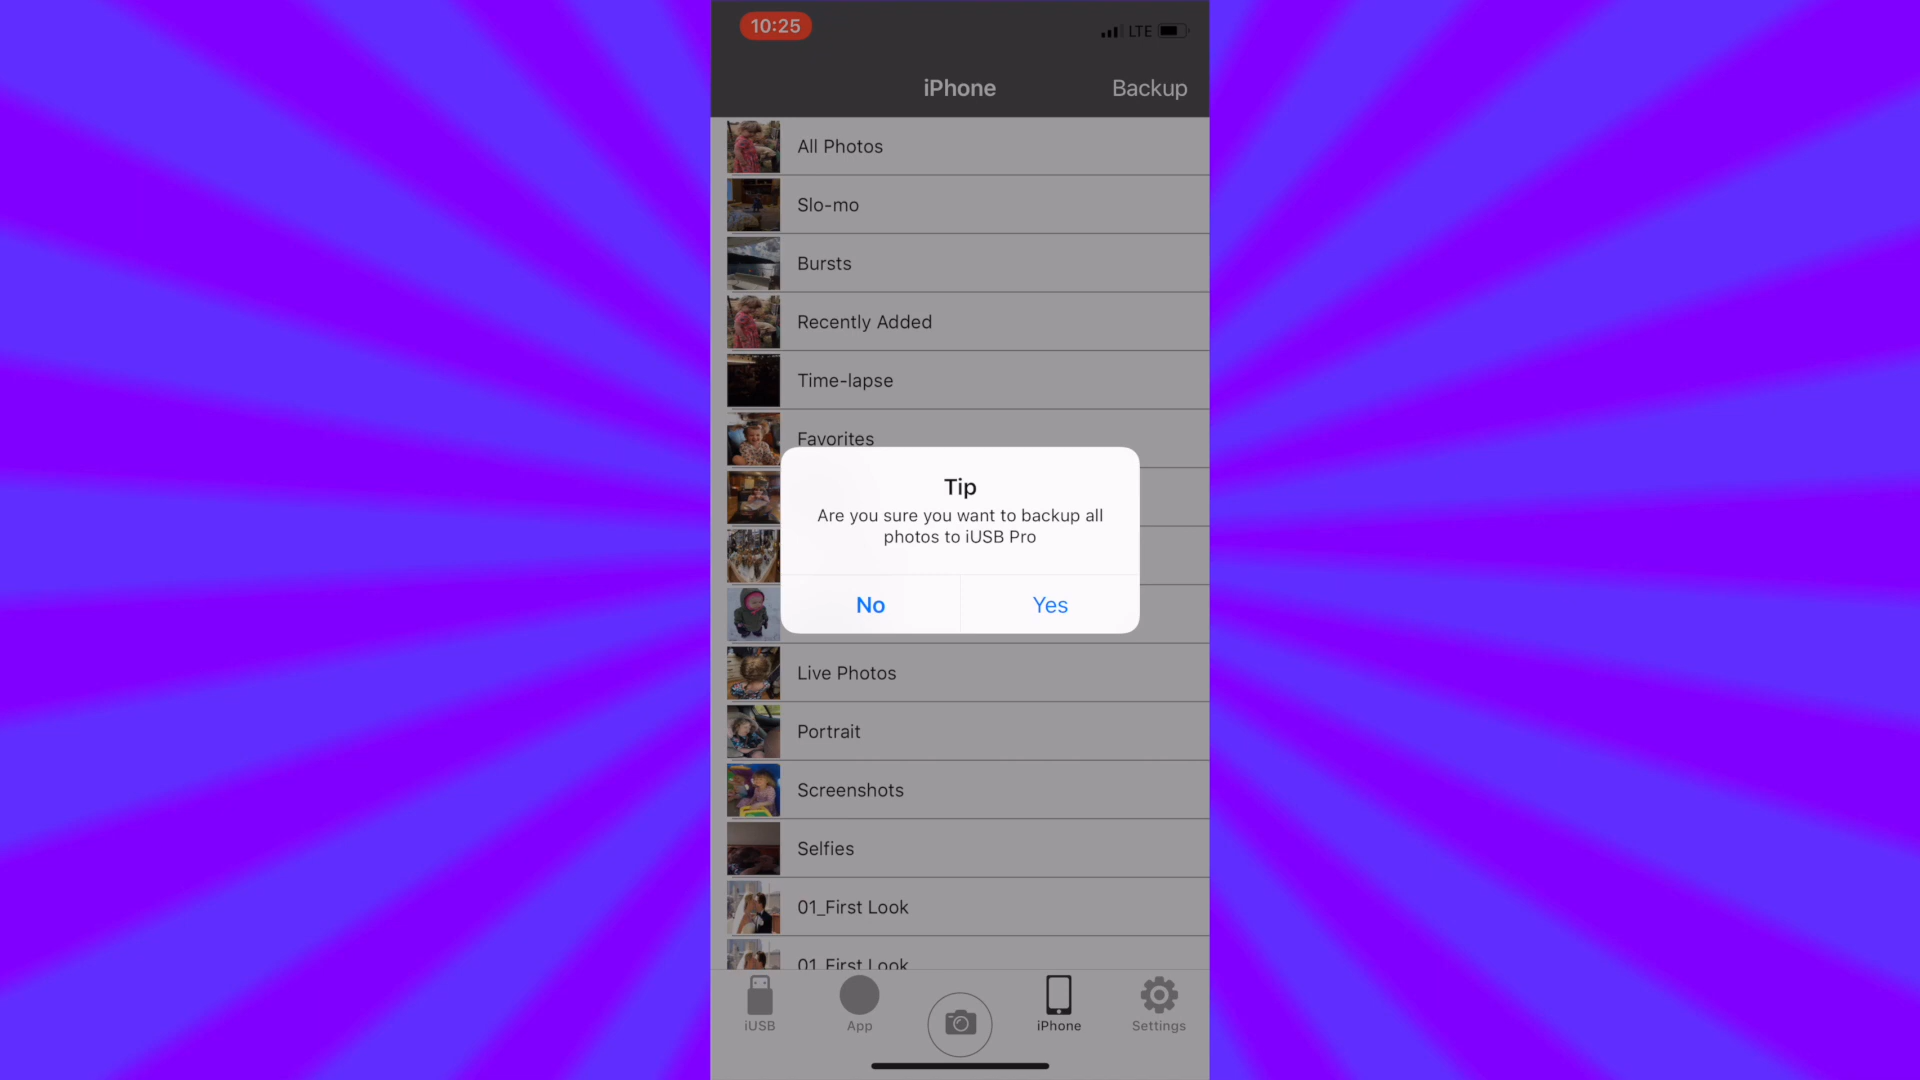 10:25
LTE
iPhone
Backup
All Photos
Slo-mo
Bursts
Recently Added
Time-lapse
Favorites
Tip
Are you sure you want to backup all
photos to iUSB Pro
No
Yes
Live Photos
Portrait
Screenshots
Selfies
01_First Look
01_First Look
iUSB
App
iPhone
Settings